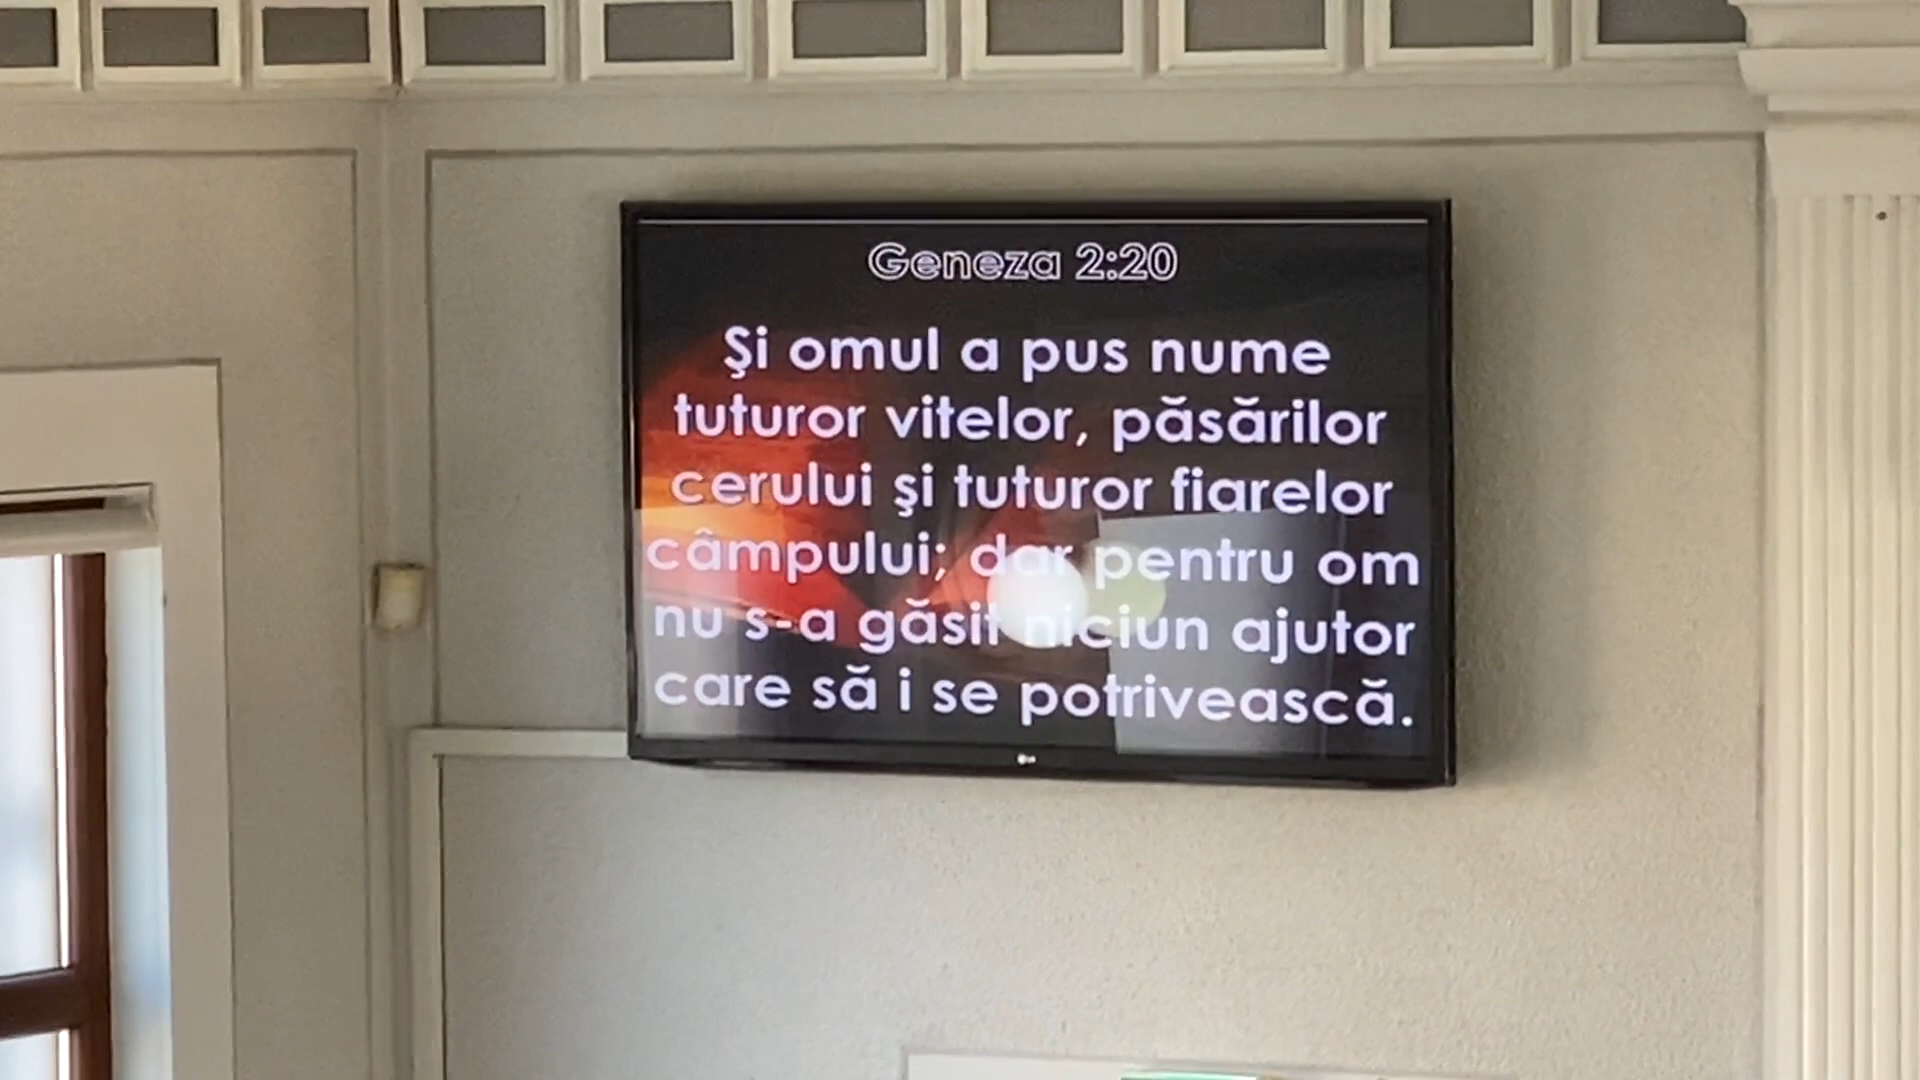 Geneza 2:20
Şi omul a pus nume
tuturor vitelor, păsărilor
cerului şi tuturor fiarelor
câmpului; dar pentru om
nu s-a găsit niciun ajutor
care să i se potrivească.